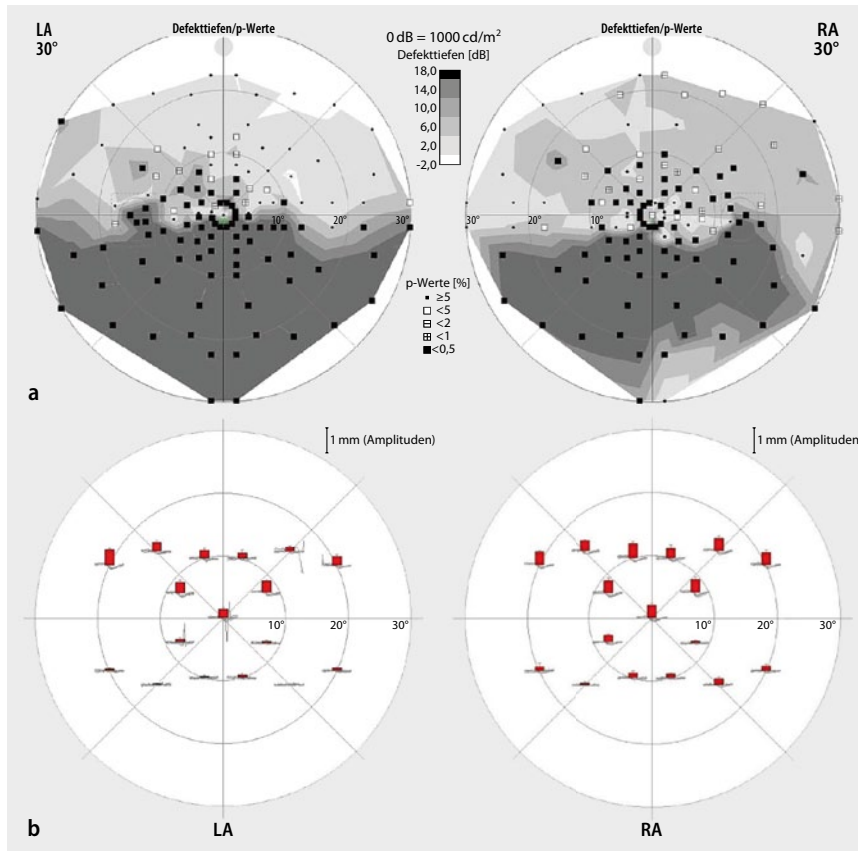 LA
30°
Defekttiefen/p-Werte
0 dB = 1000 cd/m²
Defekttiefen [dB]
18,0
14,0
10,0
6,0
2,0
-2,0
Defekttiefen/p-Werte
RA
30°
10°
20°
30°
30°
20°
10°
p-Werte [%]
≥5
<5
<2
<1
<0,5
a
1 mm (Amplituden)
1 mm (Amplituden)
10°
20°
30°
10°
20°
30°
b
LA
RA